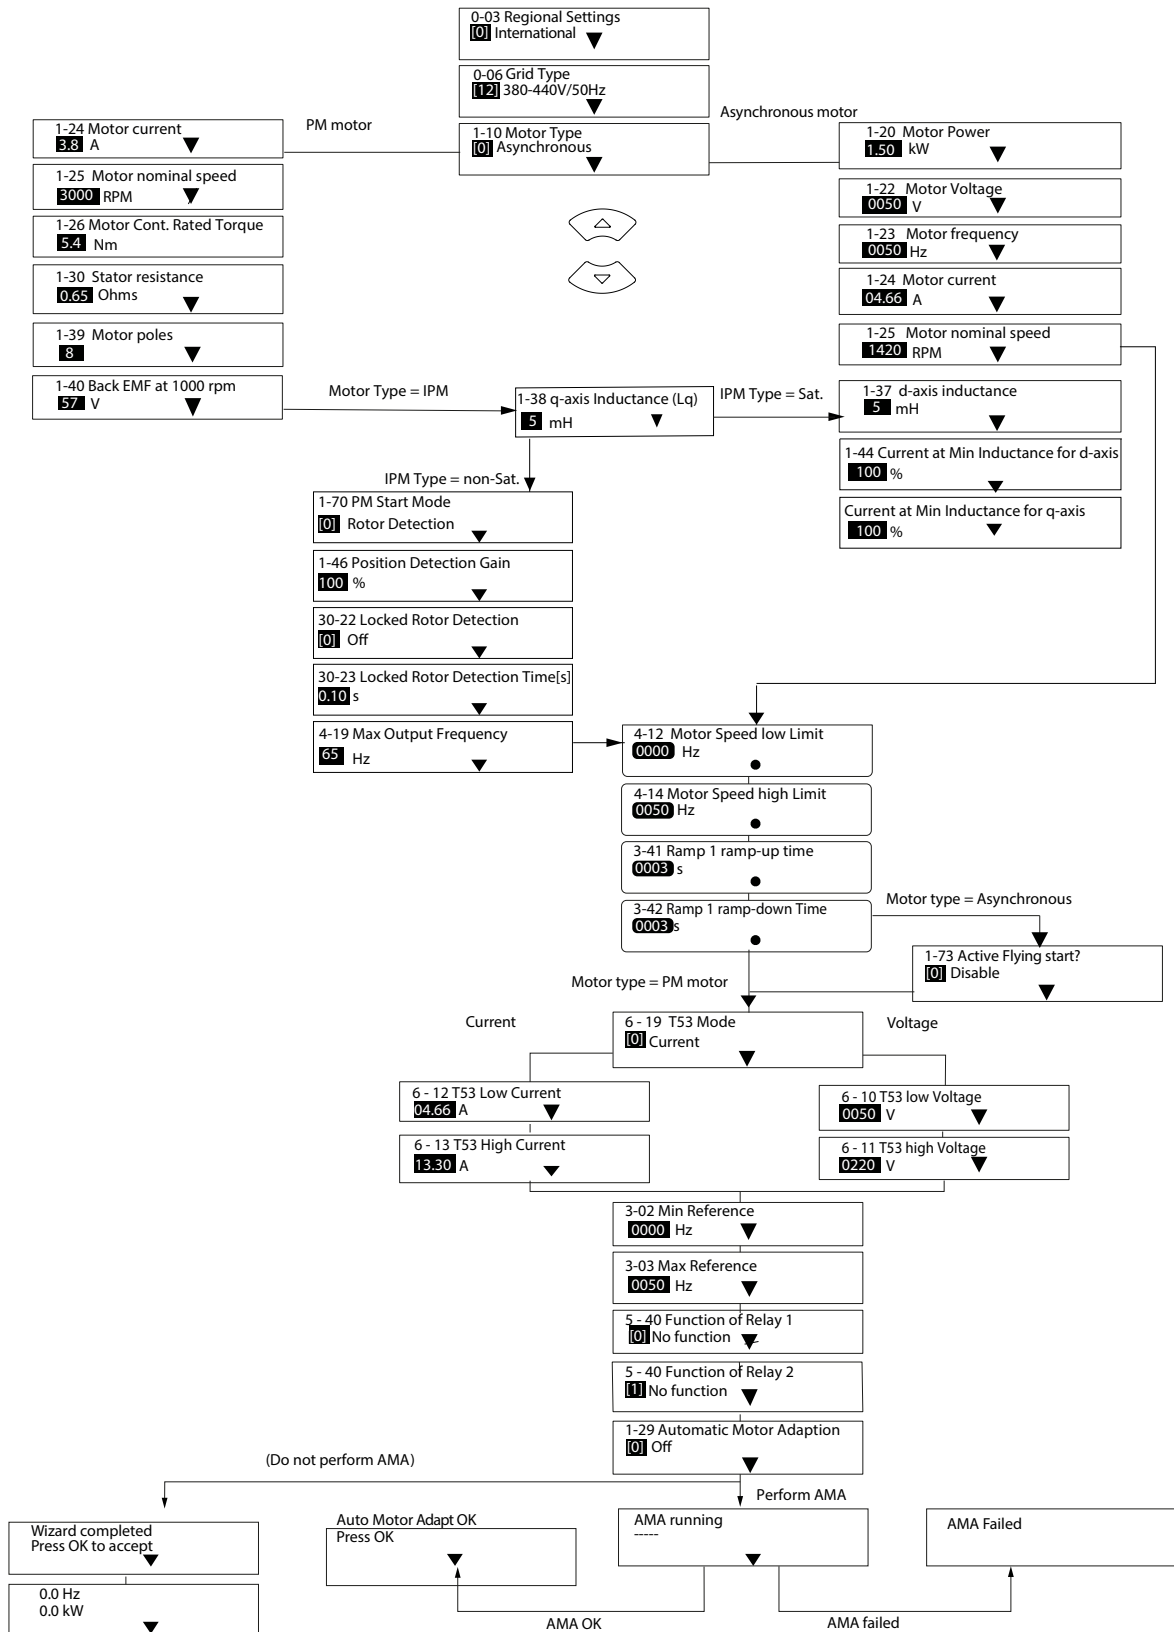 0-03 Regional Settings
[0] International
0-06 Grid Type
[12] 380-440V/50Hz
PM motor
1-10 Motor Type
[0] Asynchronous
Asynchronous motor
1-24 Motor current
3.8 A
1-25 Motor nominal speed
3000 RPM
1-26 Motor Cont. Rated Torque
5.4 Nm
1-30 Stator resistance
0.65 Ohms
1-39 Motor poles
8
1-40 Back EMF at 1000 rpm
57 V
1-20 Motor Power
1.50 kW
1-22 Motor Voltage
0050 V
1-23 Motor frequency
0050 Hz
1-24 Motor current
04.66 A
1-25 Motor nominal speed
1420 RPM
Motor Type = IPM
1-38 q-axis Inductance (Lq)
5 mH
IPM Type = Sat.
1-37 d-axis inductance
5 mH
1-44 Current at Min Inductance for d-axis
100 %
Current at Min Inductance for q-axis
100 %
IPM Type = non-Sat.
1-70 PM Start Mode
[0] Rotor Detection
1-46 Position Detection Gain
100 %
30-22 Locked Rotor Detection
[0] Off
30-23 Locked Rotor Detection Time[s]
0.10 s
4-19 Max Output Frequency
65 Hz
4-12 Motor Speed low Limit
0000 Hz
4-14 Motor Speed high Limit
0050 Hz
3-41 Ramp 1 ramp-up time
0003 s
3-42 Ramp 1 ramp-down Time
0003 s
Motor type = Asynchronous
1-73 Active Flying start?
[0] Disable
Motor type = PM motor
Current
6 - 19 T53 Mode
[0] Current
Voltage
6 - 12 T53 Low Current
04.66 A
6 - 13 T53 High Current
13.30 A
6 - 10 T53 low Voltage
0050 V
6 - 11 T53 high Voltage
0220 V
3-02 Min Reference
0000 Hz
3-03 Max Reference
0050 Hz
5 - 40 Function of Relay 1
[0] No function
5 - 40 Function of Relay 2
[1] No function
1-29 Automatic Motor Adaption
[0] Off
(Do not perform AMA)
Perform AMA
Wizard completed
Press OK to accept
0.0 Hz
0.0 kW
Auto Motor Adapt OK
Press OK
AMA running
-----
AMA Failed
AMA OK
AMA failed